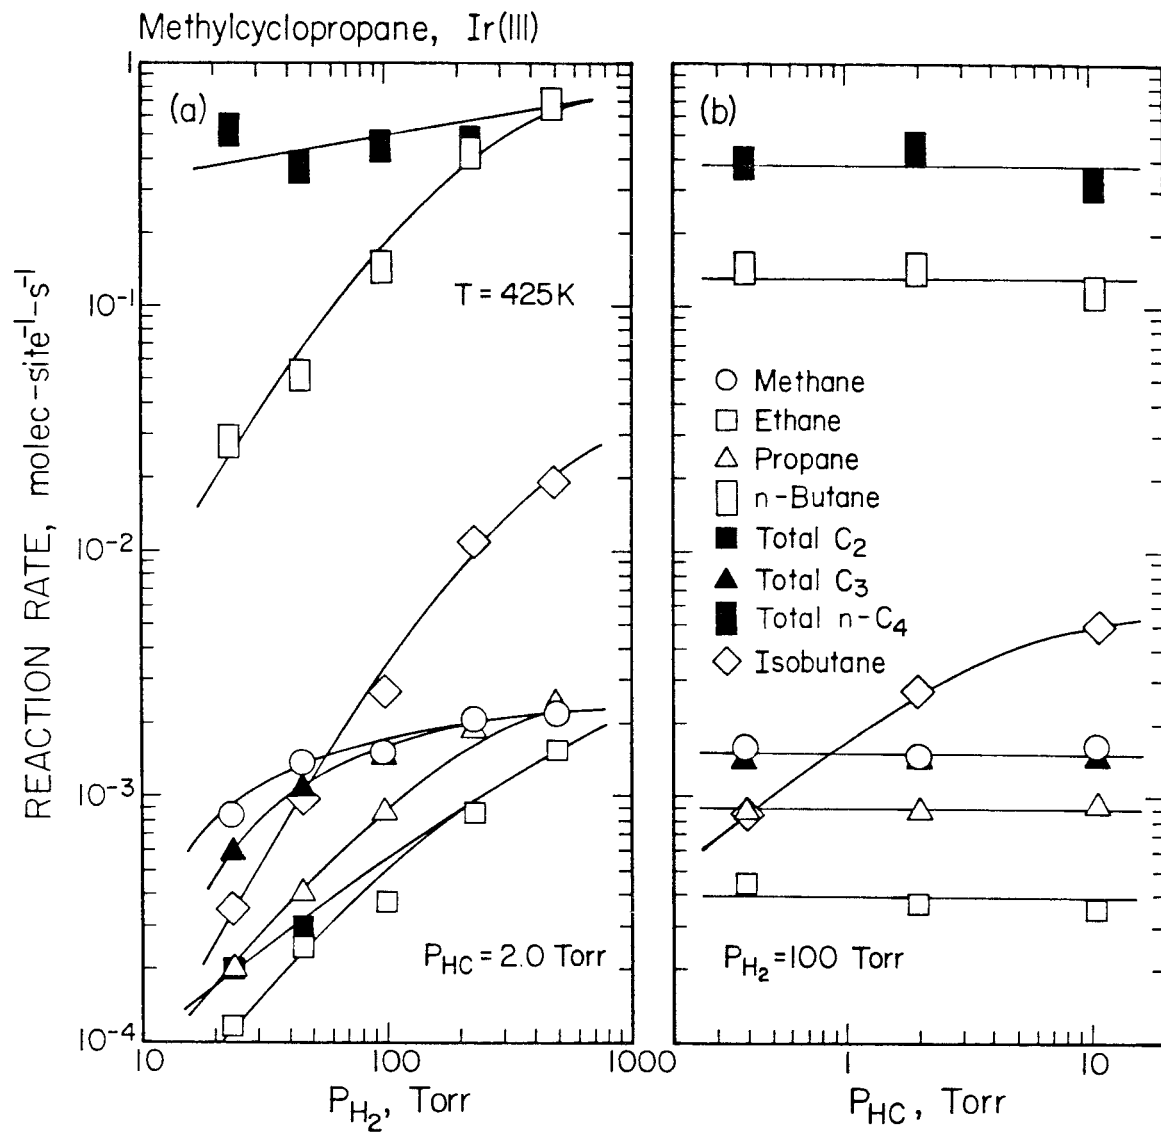 Methylcyclopropane, Ir(III)
REACTION RATE, molec-site⁻¹-s⁻¹
1
10⁻¹
10⁻²
10⁻³
10⁻⁴
(a)
T = 425K
P_HC = 2.0 Torr
10 100 1000
P_H₂, Torr
(b)
Methane
Ethane
Propane
n-Butane
Total C₂
Total C₃
Total n-C₄
Isobutane
P_H₂ = 100 Torr
1 10
P_HC, Torr